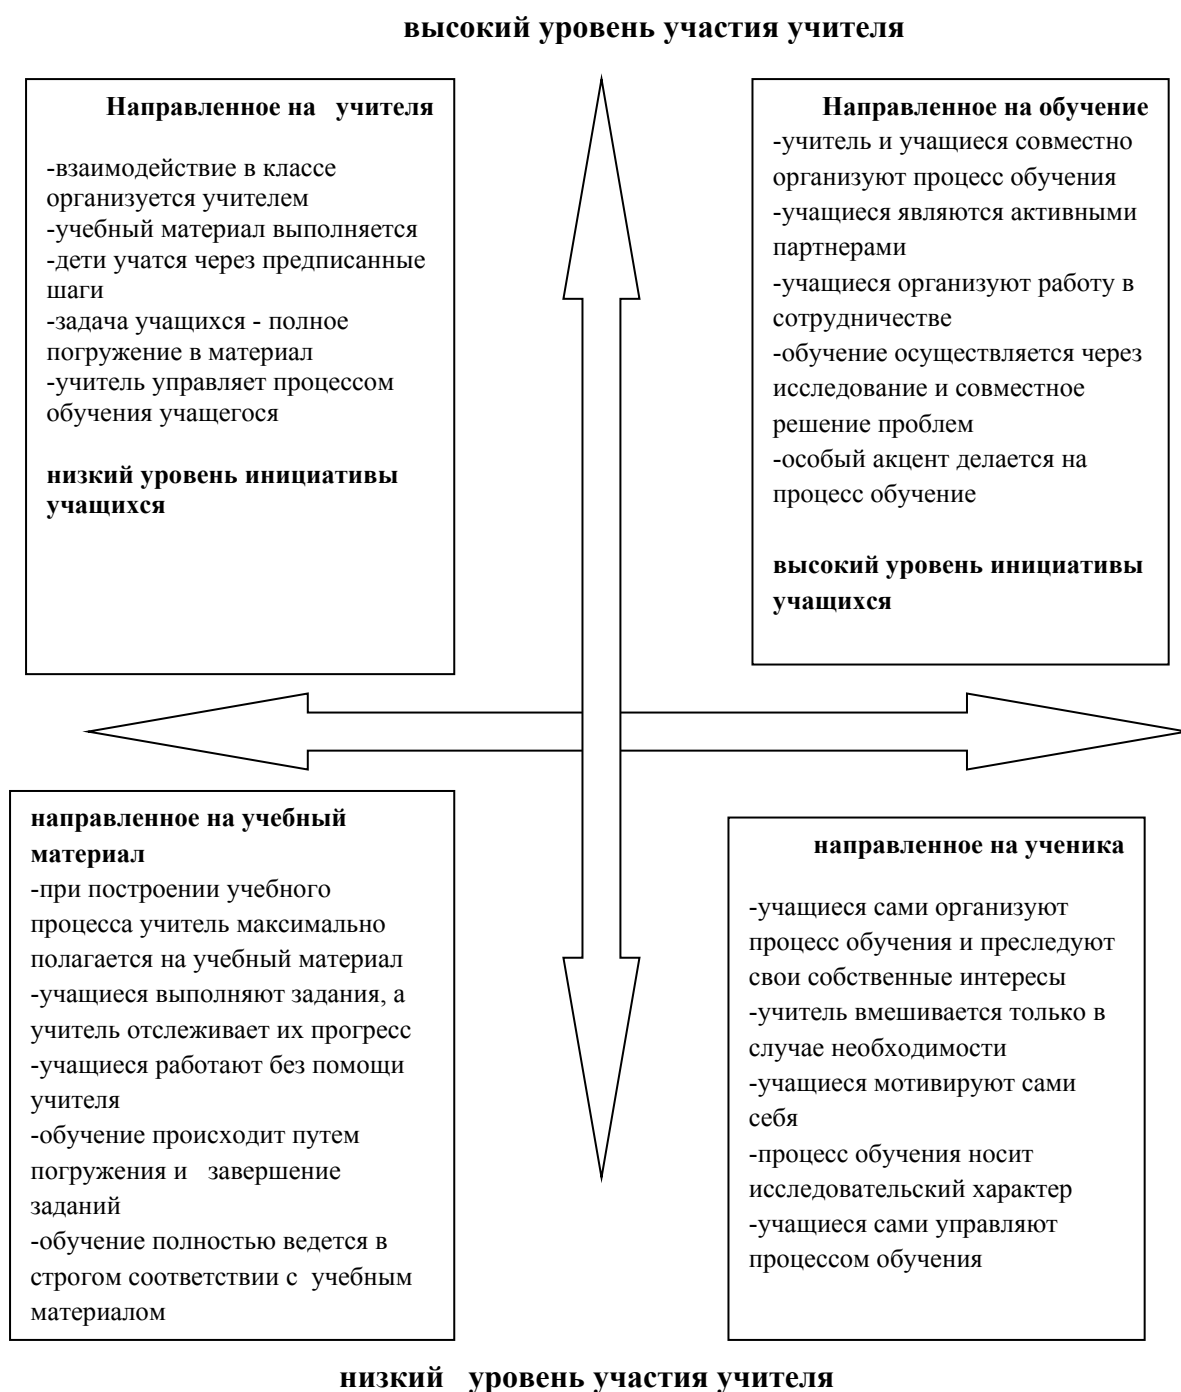 высокий уровень участия учителя
Направленное на учителя
-взаимодействие в классе
организуется учителем
-учебный материал выполняется
-дети учатся через предписанные
шаги
-задача учащихся - полное
погружение в материал
-учитель управляет процессом
обучения учащегося
низкий уровень инициативы
учащихся
Направленное на обучение
-учитель и учащиеся совместно
организуют процесс обучения
-учащиеся являются активными
партнерами
-учащиеся организуют работу в
сотрудничестве
-обучение осуществляется через
исследование и совместное
решение проблем
-особый акцент делается на
процесс обучение
высокий уровень инициативы
учащихся
направленное на учебный
материал
-при построении учебного
процесса учитель максимально
полагается на учебный материал
-учащиеся выполняют задания, а
учитель отслеживает их прогресс
-учащиеся работают без помощи
учителя
-обучение происходит путем
погружения и завершение
заданий
-обучение полностью ведется в
строгом соответствии с учебным
материалом
направленное на ученика
-учащиеся сами организуют
процесс обучения и преследуют
свои собственные интересы
-учитель вмешивается только в
случае необходимости
-учащиеся мотивируют сами
себя
-процесс обучения носит
исследовательский характер
-учащиеся сами управляют
процессом обучения
низкий уровень участия учителя